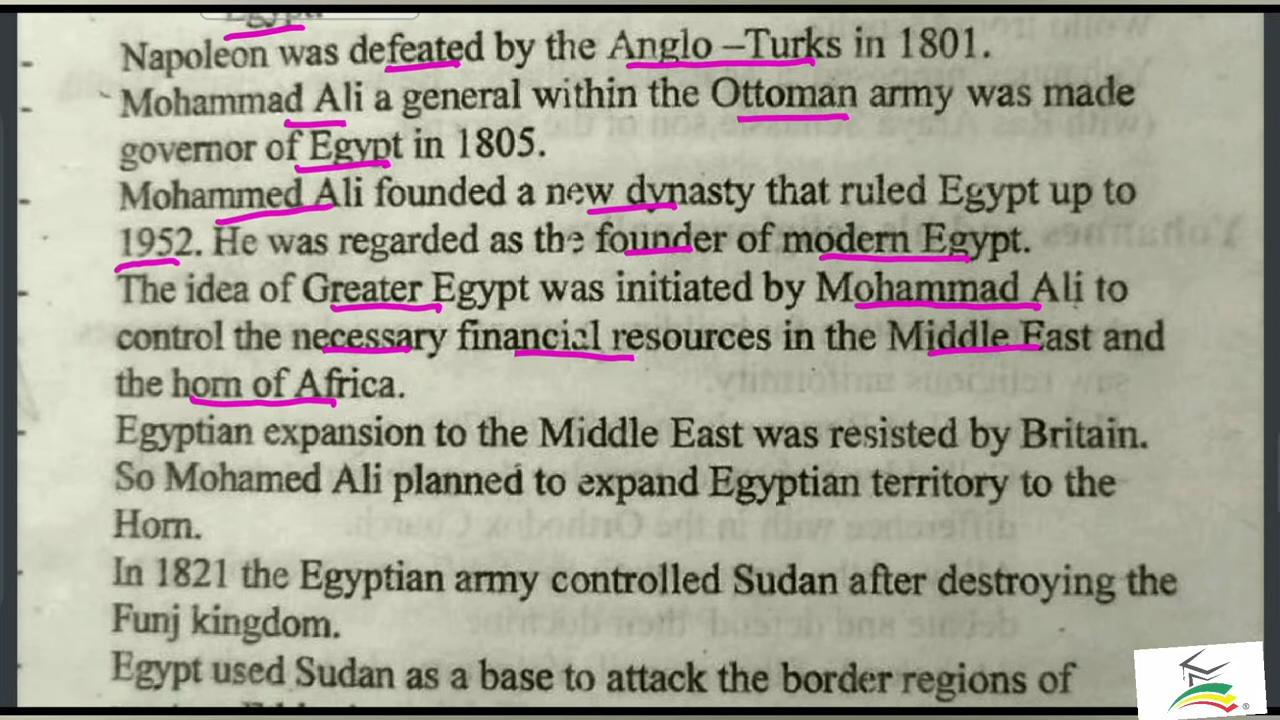 Egypt
Napoleon was defeated by the Anglo –Turks in 1801.
Mohammad Ali a general within the Ottoman army was made
governor of Egypt in 1805.
Mohammed Ali founded a new dynasty that ruled Egypt up to
1952. He was regarded as the founder of modern Egypt.
The idea of Greater Egypt was initiated by Mohammad Ali to
control the necessary financial resources in the Middle East and
the horn of Africa.
Egyptian expansion to the Middle East was resisted by Britain.
So Mohamed Ali planned to expand Egyptian territory to the
Horn.
In 1821 the Egyptian army controlled Sudan after destroying the
Funj kingdom.
Egypt used Sudan as a base to attack the border regions of